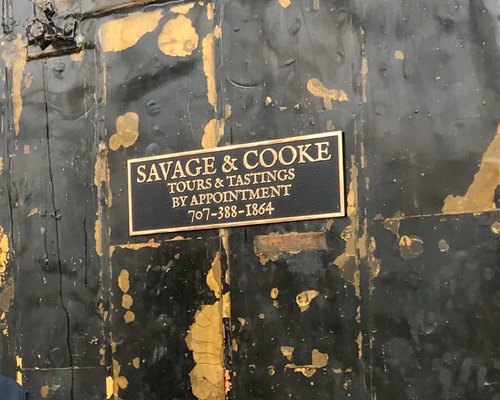 SAVAGE & COOKE
TOURS & TASTINGS
BY APPOINTMENT
707-388-1864